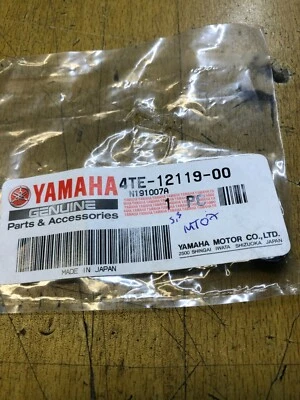 YAMAHA 4TE-12119-00
GENUINE N191007A
Parts & Accessories 1 PC
YAMAHA MOTOR CO.,LTD.
2500 SHINGAI IWATA SHIZUOKA JAPAN
MADE IN JAPAN